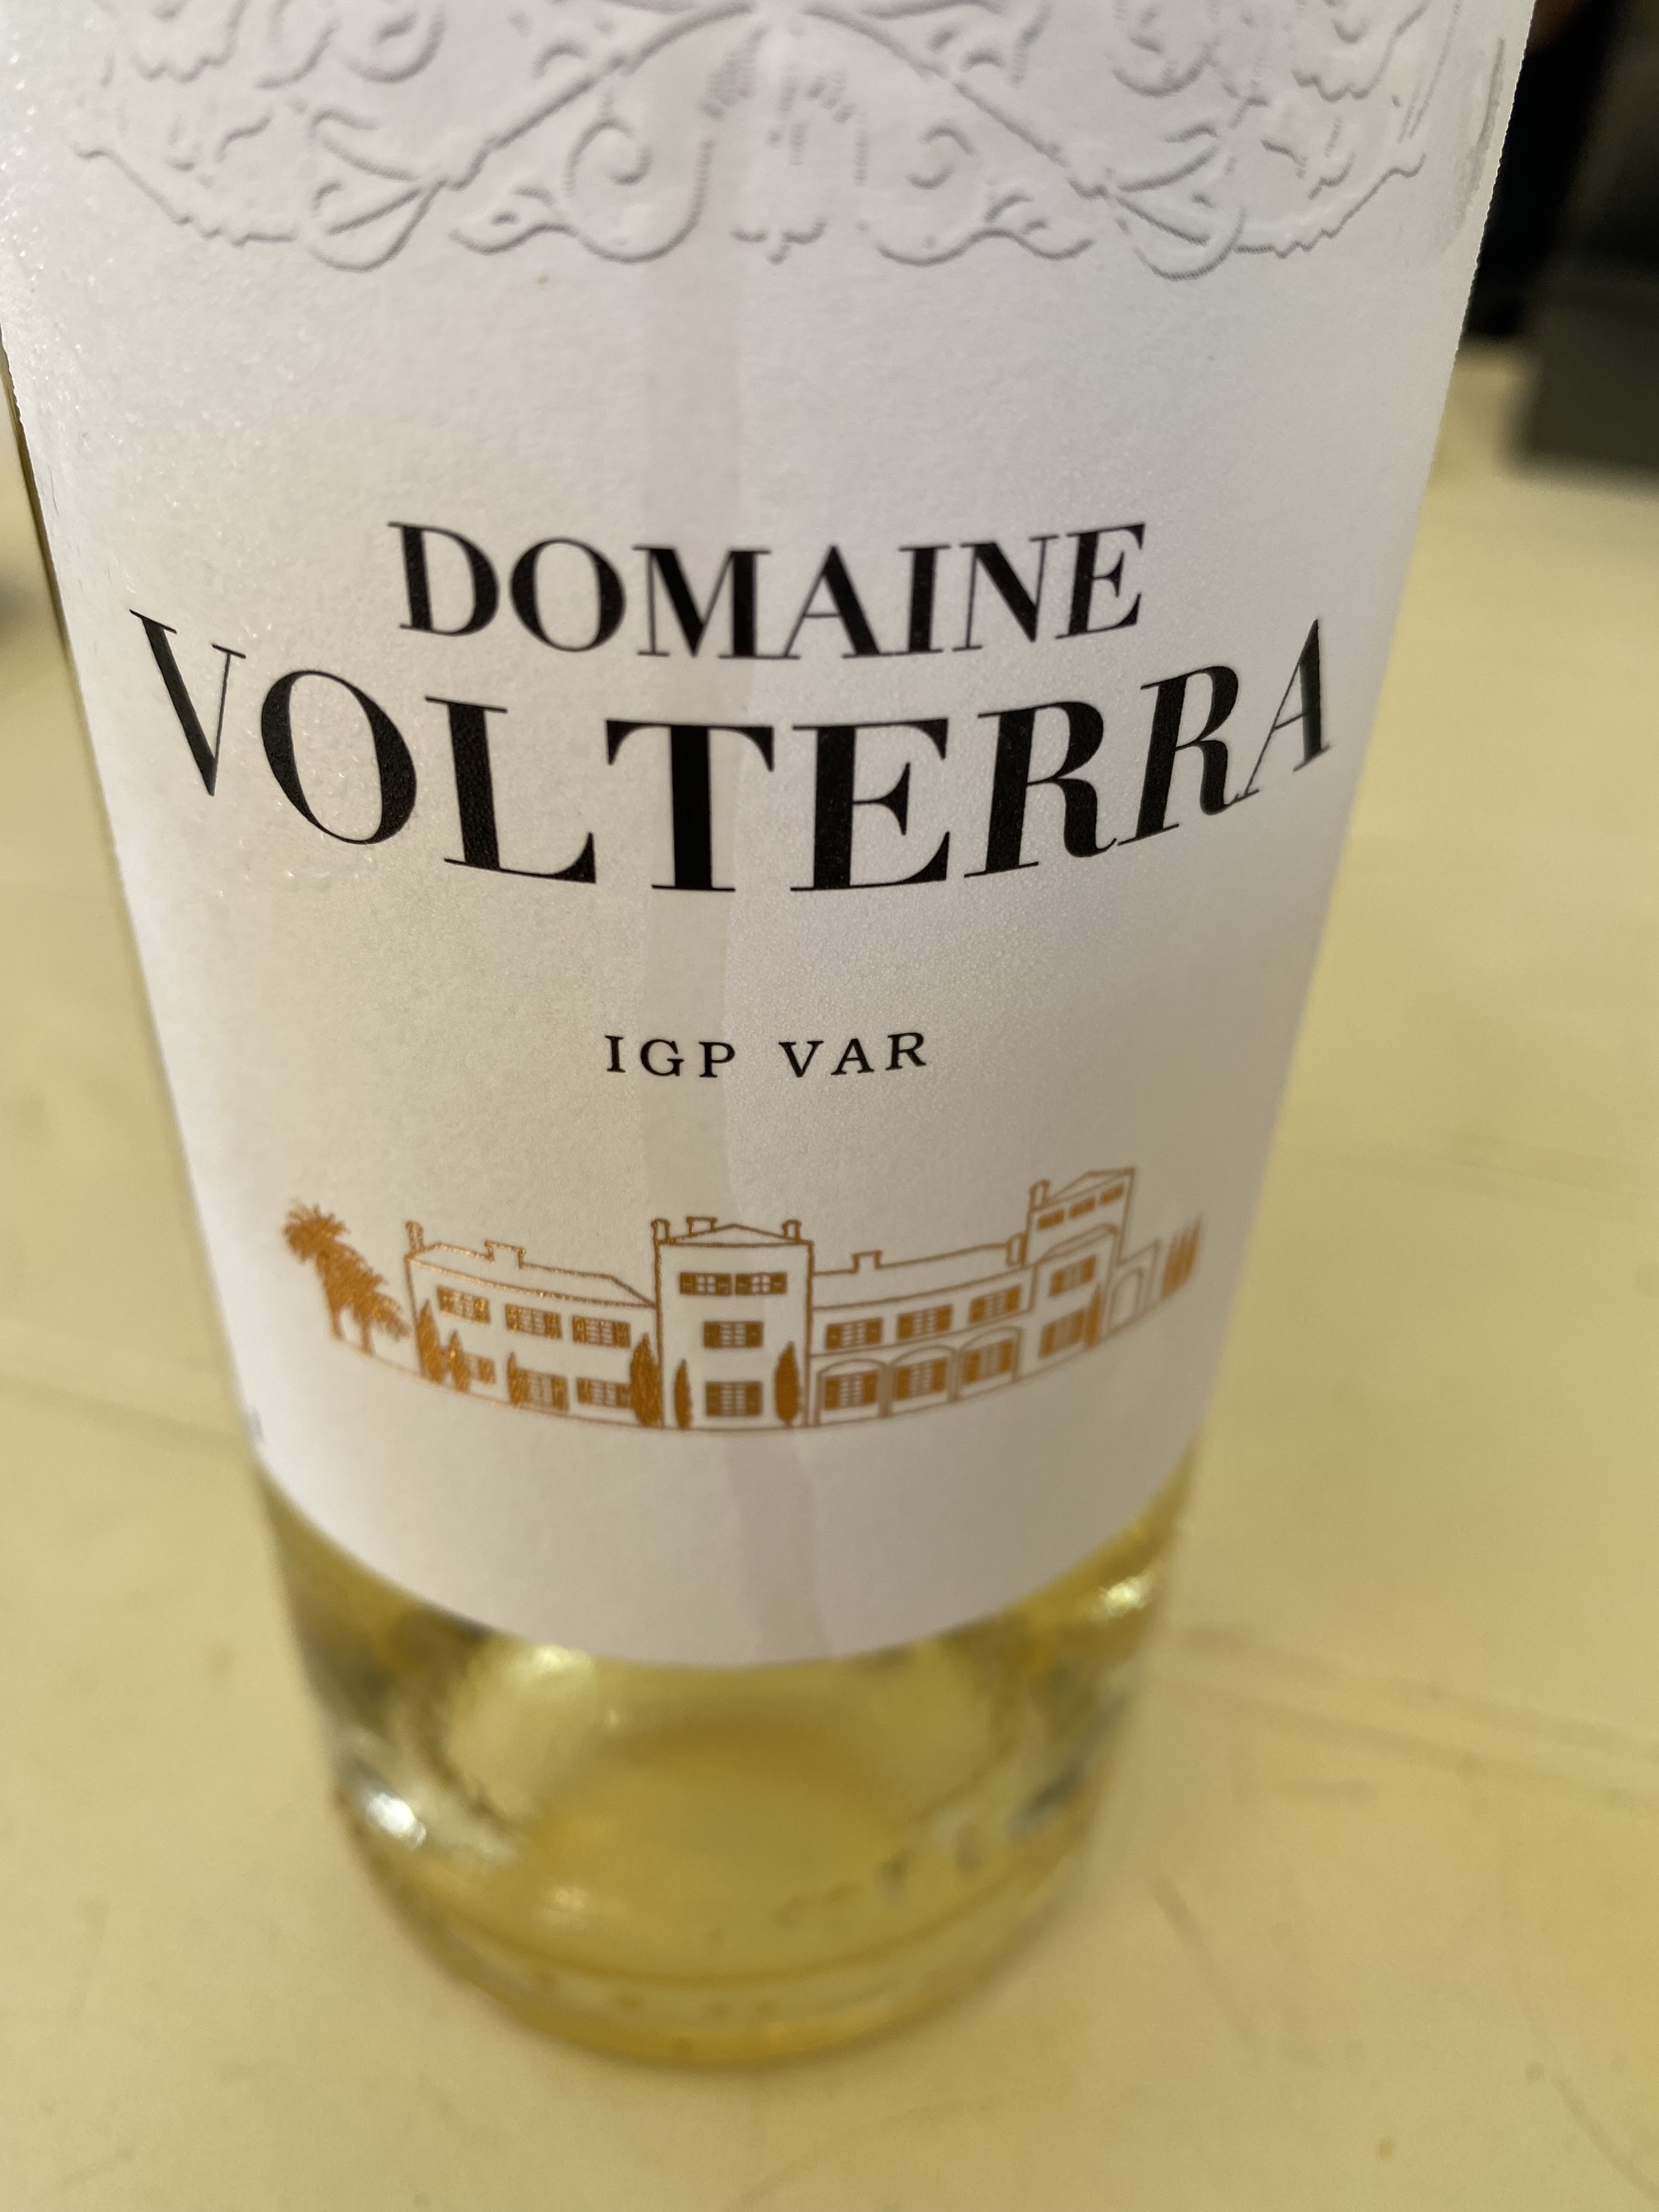 DOMAINE
VOLTERRA
IGP VAR